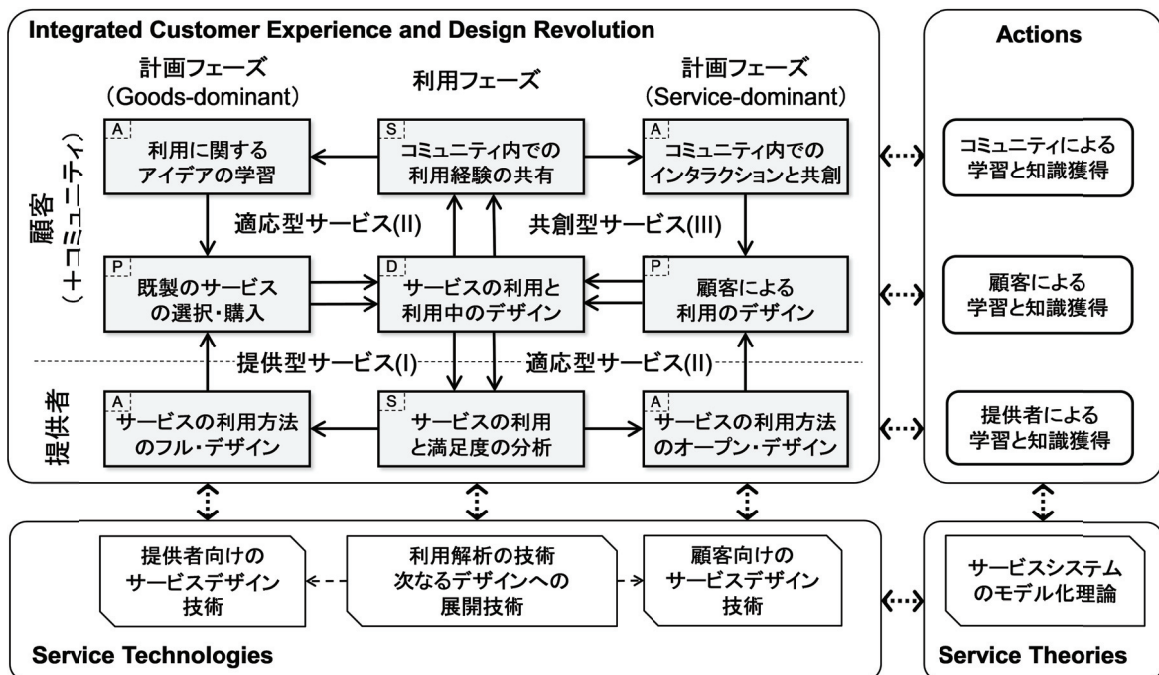 Integrated Customer Experience and Design Revolution
計画フェーズ
(Goods-dominant)
利用フェーズ
計画フェーズ
(Service-dominant)
顧客
(+コミュニティ)
A
利用に関する
アイデアの学習
S
コミュニティ内での
利用経験の共有
A
コミュニティ内での
インタラクションと共創
適応型サービス(II)
共創型サービス(III)
P
既製のサービス
の選択・購入
D
サービスの利用と
利用中のデザイン
P
顧客による
利用のデザイン
提供型サービス(I)
適応型サービス(II)
提供者
A
サービスの利用方法
のフル・デザイン
S
サービスの利用
と満足度の分析
A
サービスの利用方法
のオープン・デザイン
Actions
コミュニティによる
学習と知識獲得
顧客による
学習と知識獲得
提供者による
学習と知識獲得
提供者向けの
サービスデザイン
技術
利用解析の技術
次なるデザインへの
展開技術
顧客向けの
サービスデザイン
技術
Service Technologies
サービスシステム
のモデル化理論
Service Theories